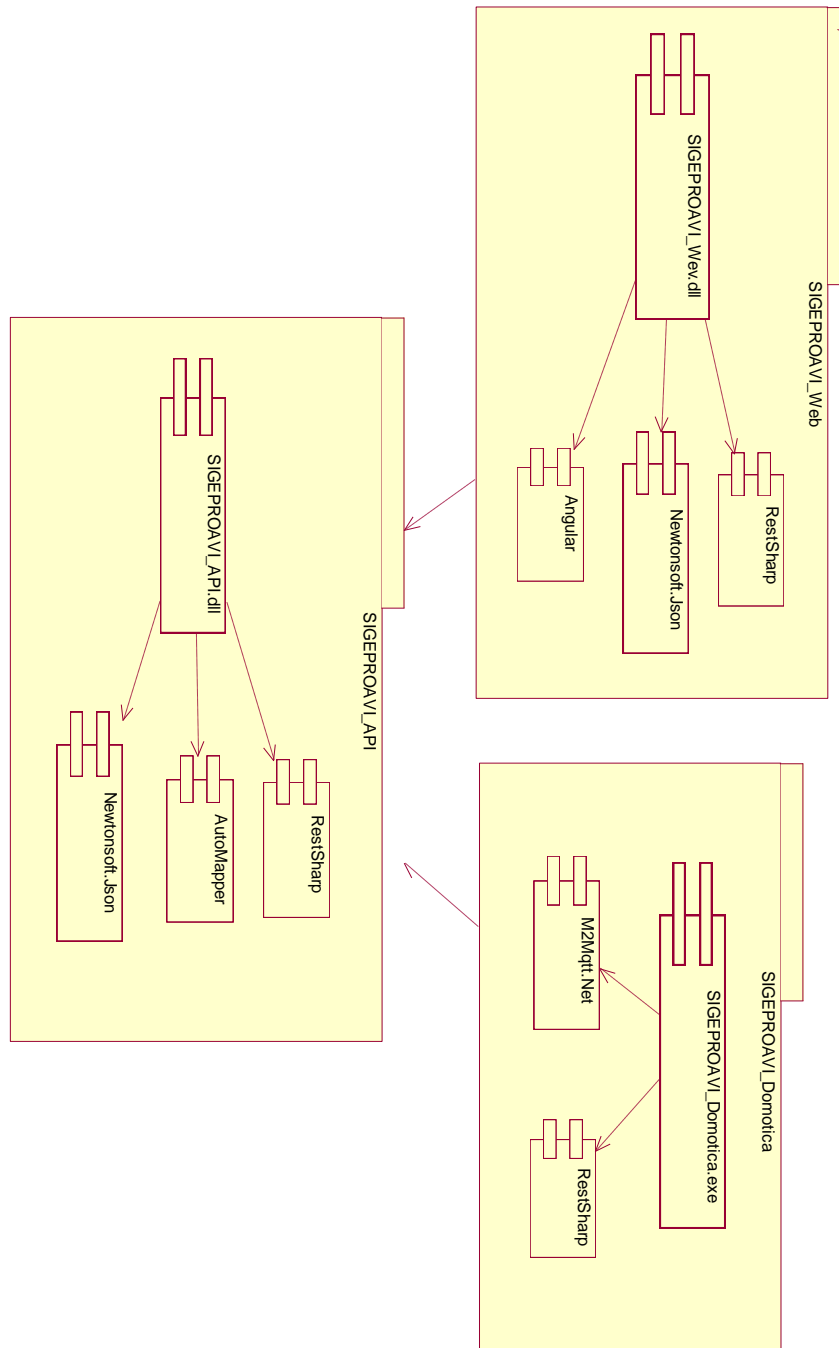 SIGEPROAVI_Web
SIGEPROAVI_Wev.dll
RestSharp
Newtonsoft.Json
Angular
SIGEPROAVI_Domotica
SIGEPROAVI_Domotica.exe
M2Mqtt.Net
RestSharp
SIGEPROAVI_API
SIGEPROAVI_API.dll
RestSharp
AutoMapper
Newtonsoft.Json